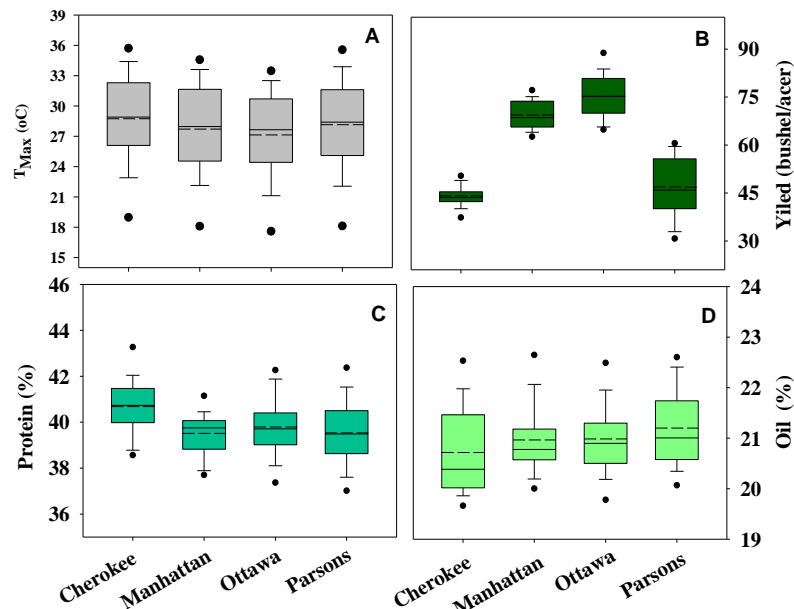 A
T Max (oC)
39
36
33
30
27
24
21
18
15
B
90
75
60
45
30
Yiled (bushel/acer)
C
Protein (%)
46
44
42
40
38
36
D
24
23
22
21
20
19
Oil (%)
Cherokee Manhattan Ottawa Parsons
Cherokee Manhattan Ottawa Parsons